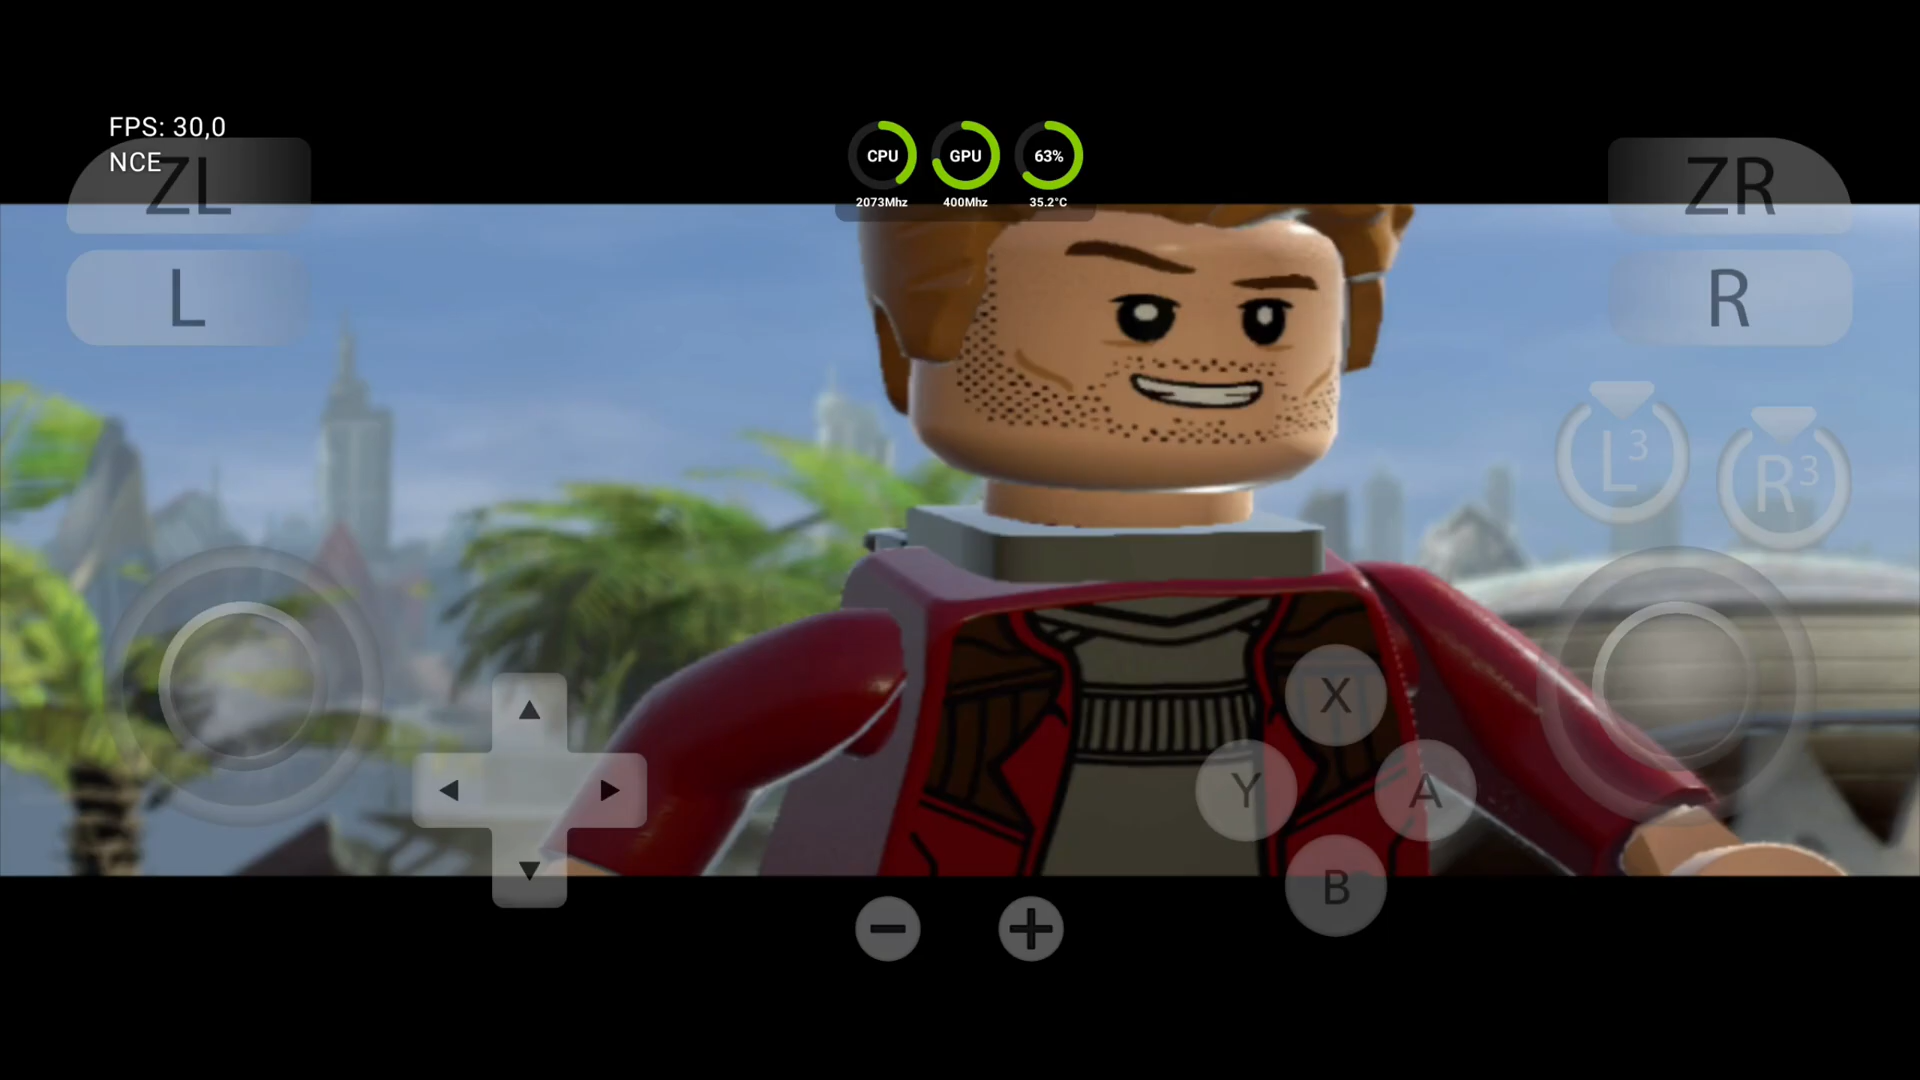 FPS: 30,0
NCE
ZL
L
CPU
GPU
63%
2073Mhz
400Mhz
35.2°C
ZR
R
L3
R3
X
Y
A
B